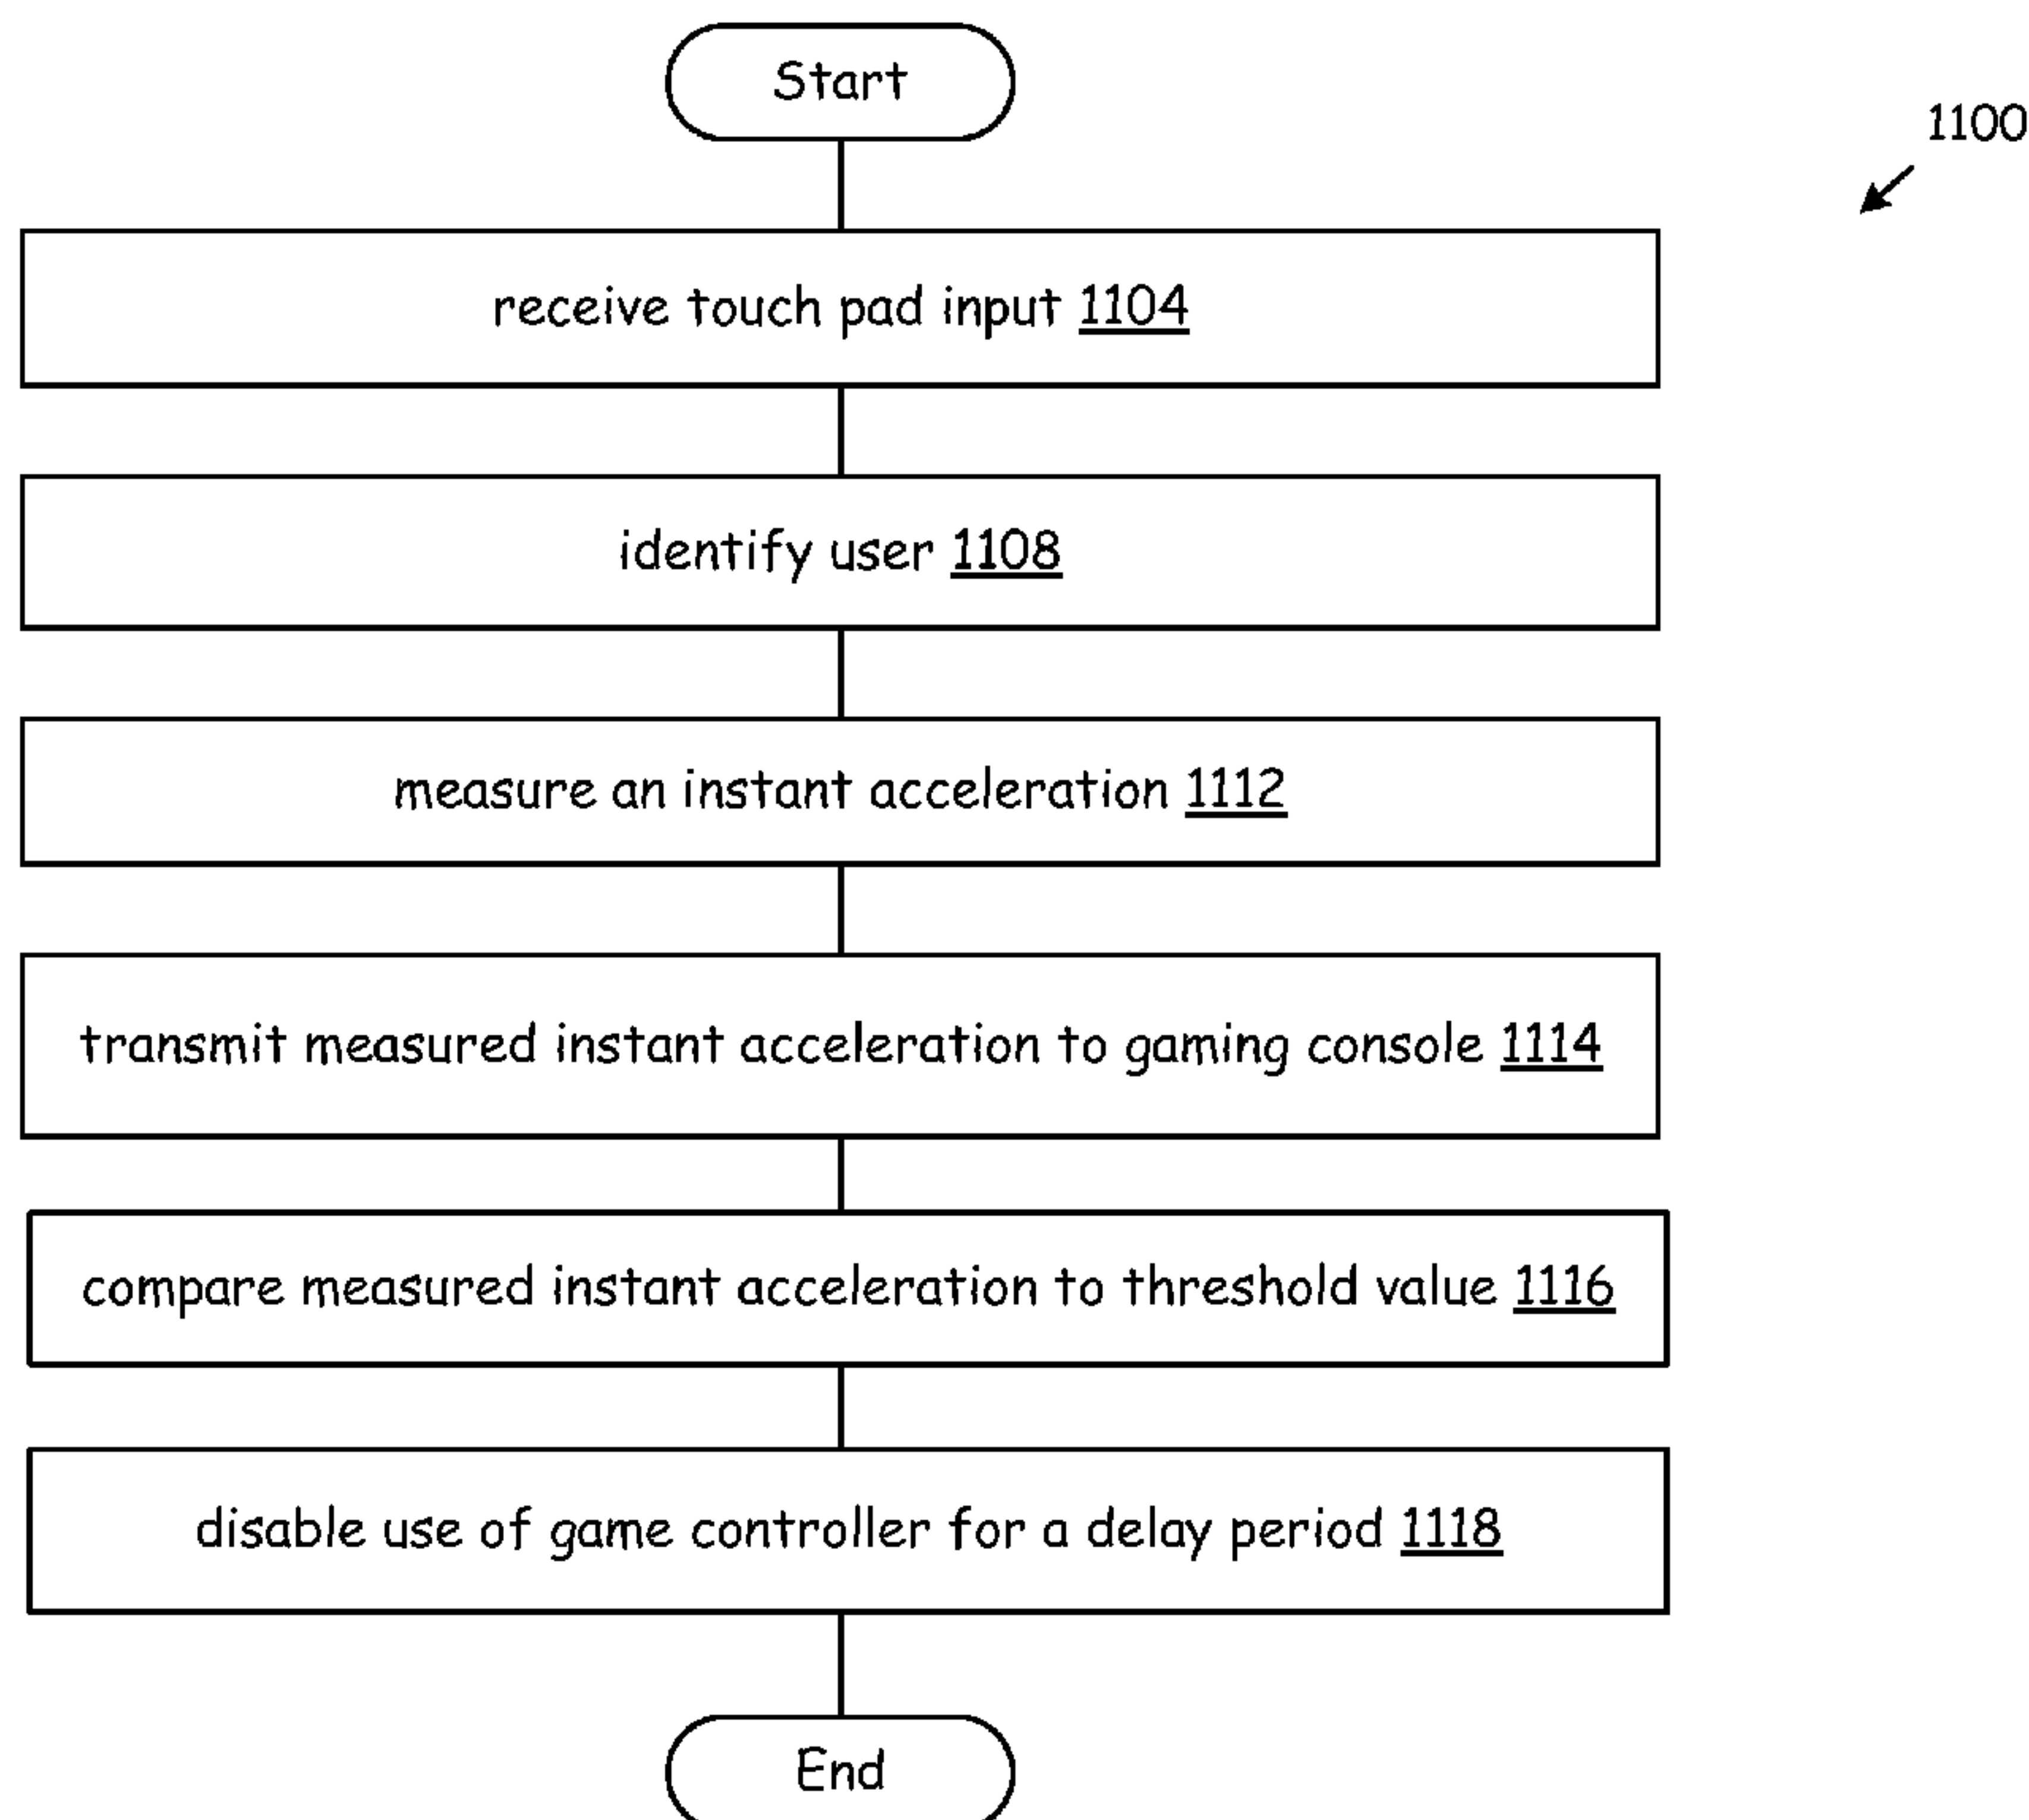 Start
1100
receive touch pad input 1104
identify user 1108
measure an instant acceleration 1112
transmit measured instant acceleration to gaming console 1114
compare measured instant acceleration to threshold value 1116
disable use of game controller for a delay period 1118
End